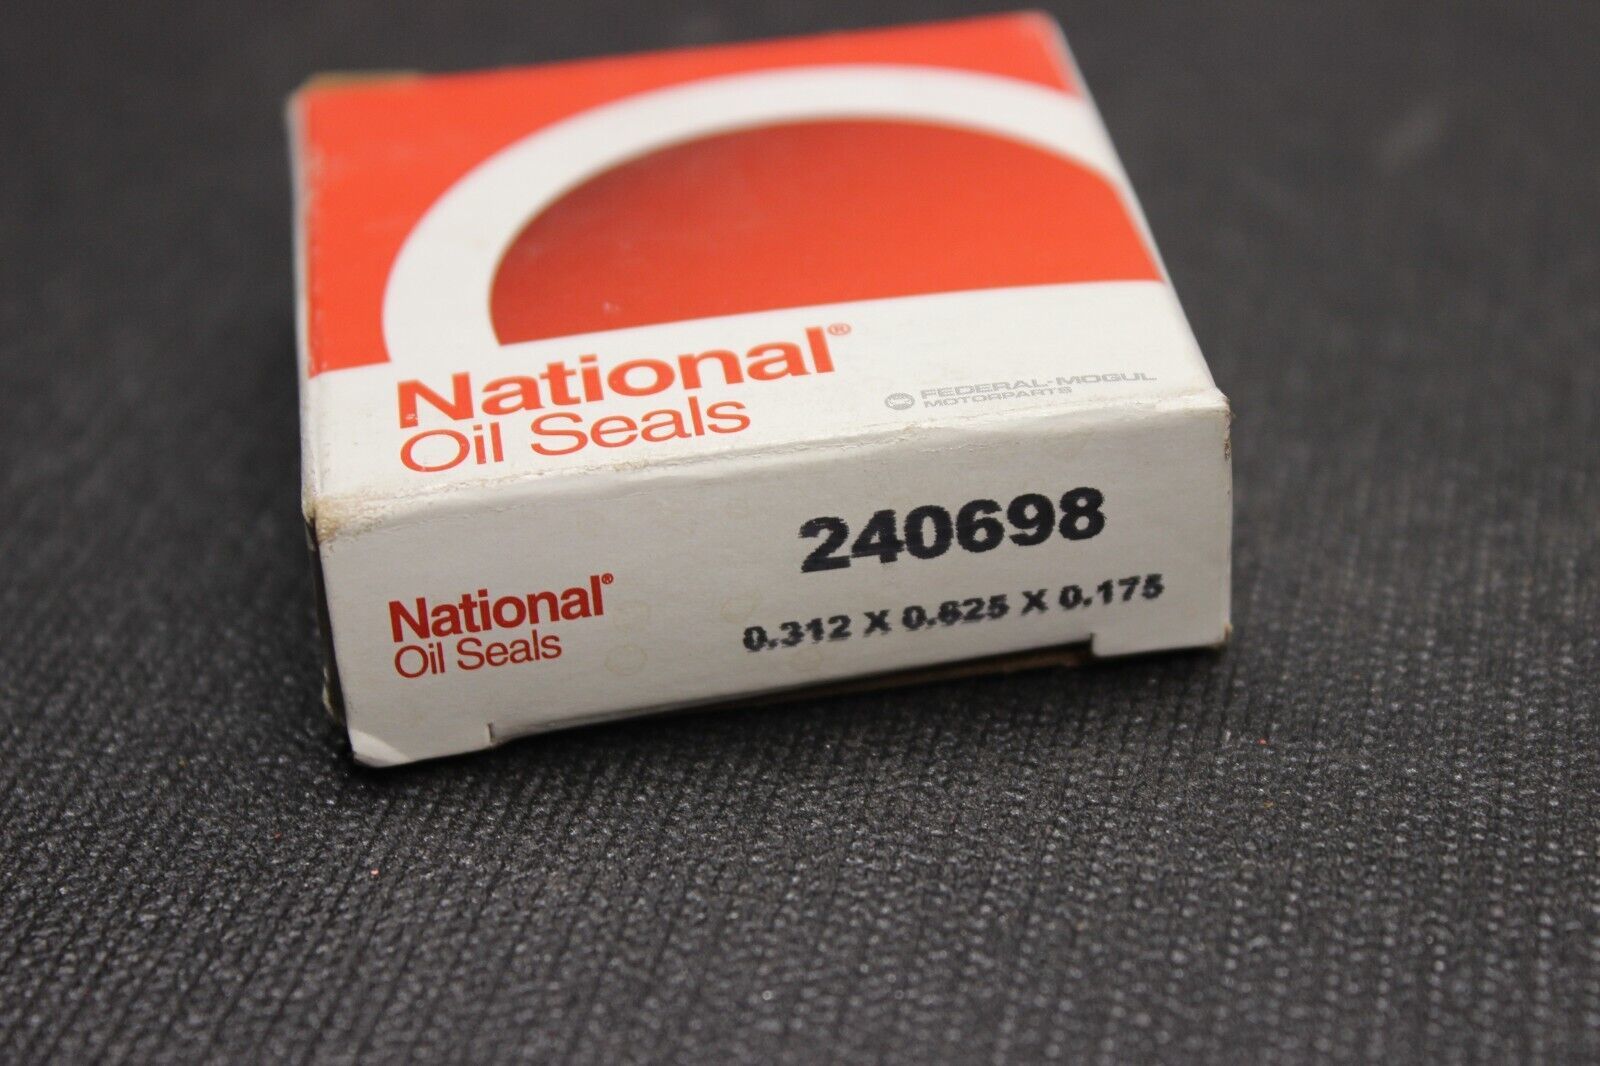 National®
Oil Seals
FEDERAL-MOGUL
MOTORPARTS
240698
0.312 X 0.625 X 0.175
National®
Oil Seals